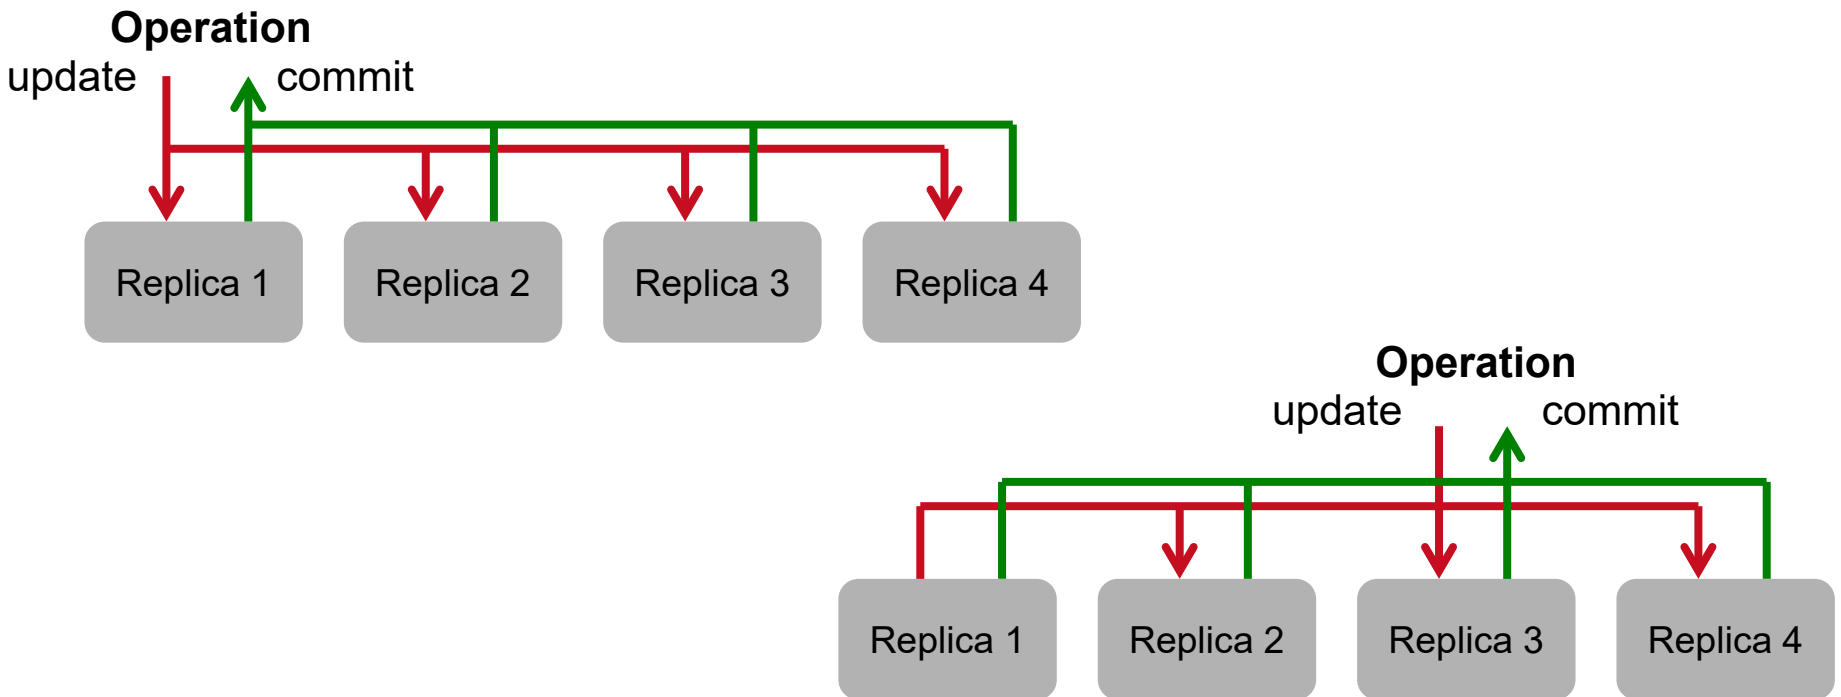 Operation
update commit
Replica 1 Replica 2 Replica 3 Replica 4
Operation
update commit
Replica 1 Replica 2 Replica 3 Replica 4